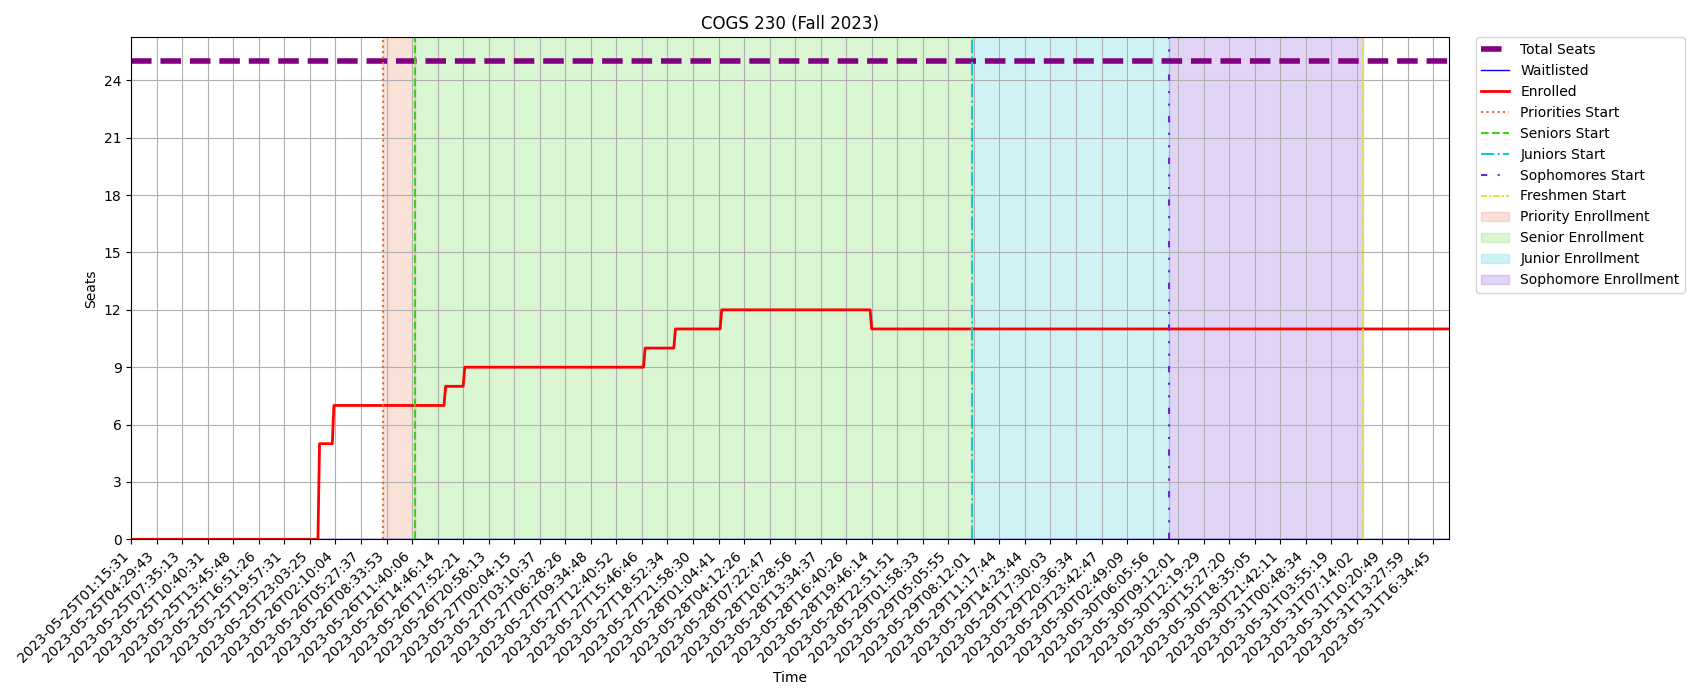 COGS 230 (Fall 2023)
Total Seats
Waitlisted
Enrolled
Priorities Start
Seniors Start
Juniors Start
Sophomores Start
Freshmen Start
Priority Enrollment
Senior Enrollment
Junior Enrollment
Sophomore Enrollment
Seats
24
21
18
15
12
9
6
3
0
2023-05-25T01:15:31
2023-05-25T04:29:43
2023-05-25T07:35:13
2023-05-25T10:40:31
2023-05-25T13:45:48
2023-05-25T16:51:26
2023-05-25T19:57:31
2023-05-25T23:03:25
2023-05-26T02:10:04
2023-05-26T05:27:37
2023-05-26T08:33:53
2023-05-26T11:40:06
2023-05-26T14:46:14
2023-05-26T17:52:21
2023-05-26T20:58:13
2023-05-27T00:04:15
2023-05-27T03:10:37
2023-05-27T06:28:26
2023-05-27T09:34:48
2023-05-27T12:40:52
2023-05-27T15:46:46
2023-05-27T18:52:34
2023-05-27T21:58:30
2023-05-28T01:04:41
2023-05-28T04:12:26
2023-05-28T07:22:47
2023-05-28T10:28:56
2023-05-28T13:34:37
2023-05-28T16:40:26
2023-05-28T19:46:14
2023-05-28T22:51:51
2023-05-29T01:58:33
2023-05-29T05:05:55
2023-05-29T08:12:01
2023-05-29T11:17:44
2023-05-29T14:23:44
2023-05-29T17:30:03
2023-05-29T20:36:34
2023-05-29T23:42:47
2023-05-30T02:49:09
2023-05-30T06:05:56
2023-05-30T09:12:01
2023-05-30T12:19:29
2023-05-30T15:27:20
2023-05-30T18:35:05
2023-05-30T21:42:11
2023-05-31T00:48:34
2023-05-31T03:55:19
2023-05-31T07:14:02
2023-05-31T10:20:49
2023-05-31T13:27:59
2023-05-31T16:34:45
Time